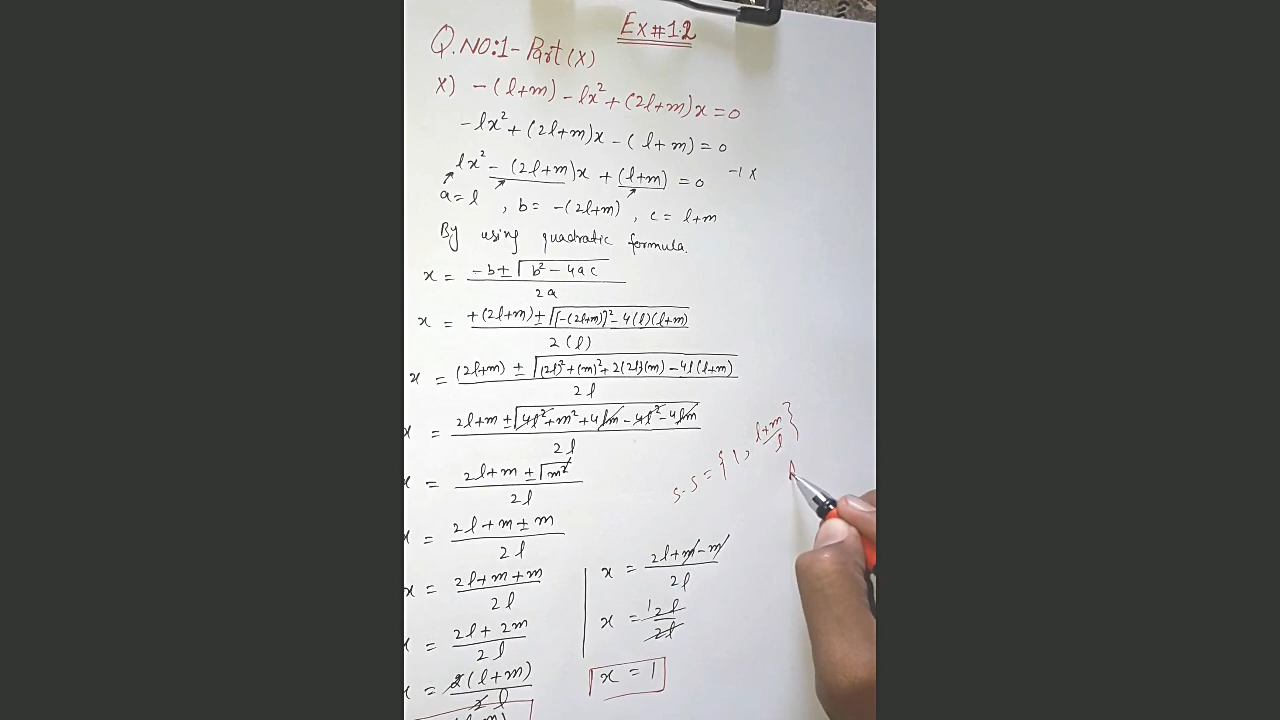 Ex#1.2
Q.NO:1- Part(x)
x) -(l+m) - lx² + (2l+m)x = 0
-lx² + (2l+m)x - (l+m) = 0
lx² - (2l+m)x + (l+m) = 0 -1 x
a = l , b = -(2l+m) , c = l+m
By using quadratic formula.
x = -b ± √b² - 4ac / 2a
x = +(2l+m) ± √[-(2l+m)]² - 4(l)(l+m) / 2(l)
x = (2l+m) ± √(2l)² + (m)² + 2(2l)(m) - 4l(l+m) / 2l
x = 2l+m ± √4l² + m² + 4lm - 4l² - 4lm / 2l
x = 2l+m ± √m² / 2l
x = 2l+m ± m / 2l
x = 2l+m+m / 2l
x = 2l+2m / 2l
x = 2(l+m) / 2l
x = 2l+m-m / 2l
x = 1 2l / 2l
x = 1
S.S = {1, l+m/l}